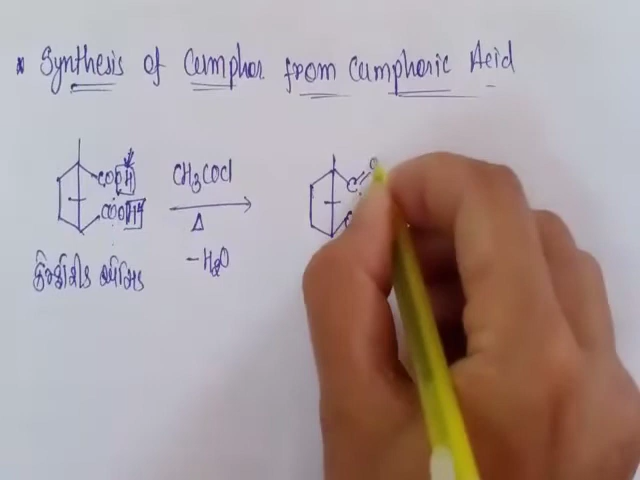 * Synthesis of Camphor from Camphoric Acid
COOH CH3COCl C O
COOH Δ
-H2O